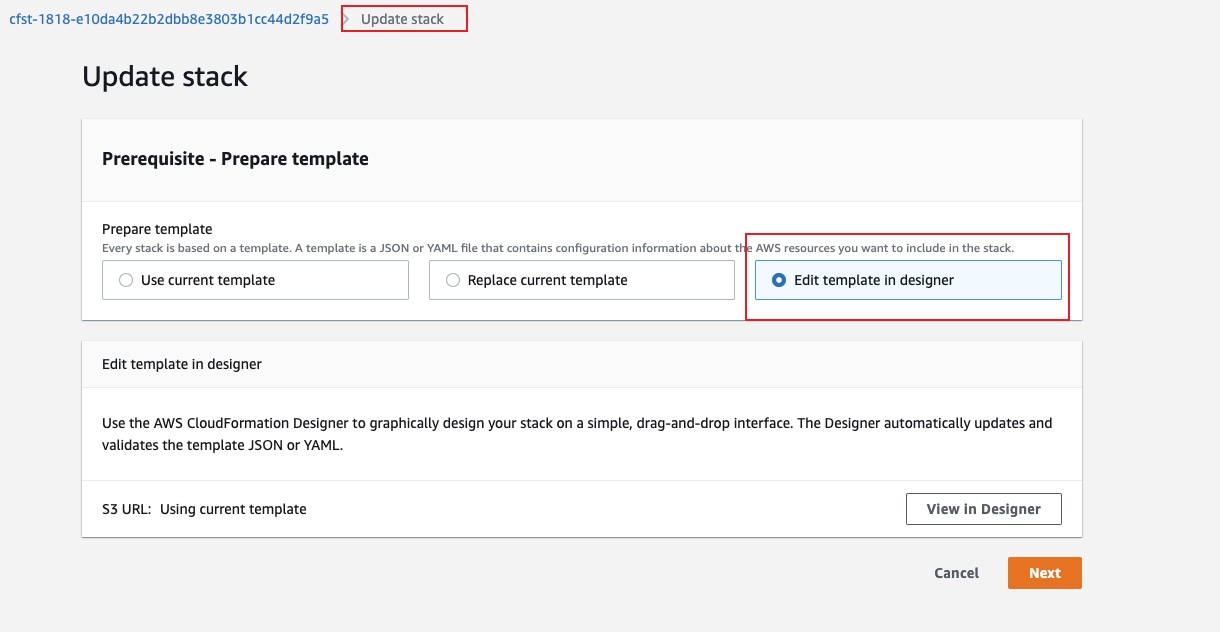 cfst-1818-e10da4b22b2dbb8e3803b1cc44d2f9a5 > Update stack
Update stack
Prerequisite - Prepare template
Prepare template
Every stack is based on a template. A template is a JSON or YAML file that contains configuration information about the AWS resources you want to include in the stack.
Use current template
Replace current template
Edit template in designer
Edit template in designer
Use the AWS CloudFormation Designer to graphically design your stack on a simple, drag-and-drop interface. The Designer automatically updates and
validates the template JSON or YAML.
S3 URL: Using current template
View in Designer
Cancel
Next